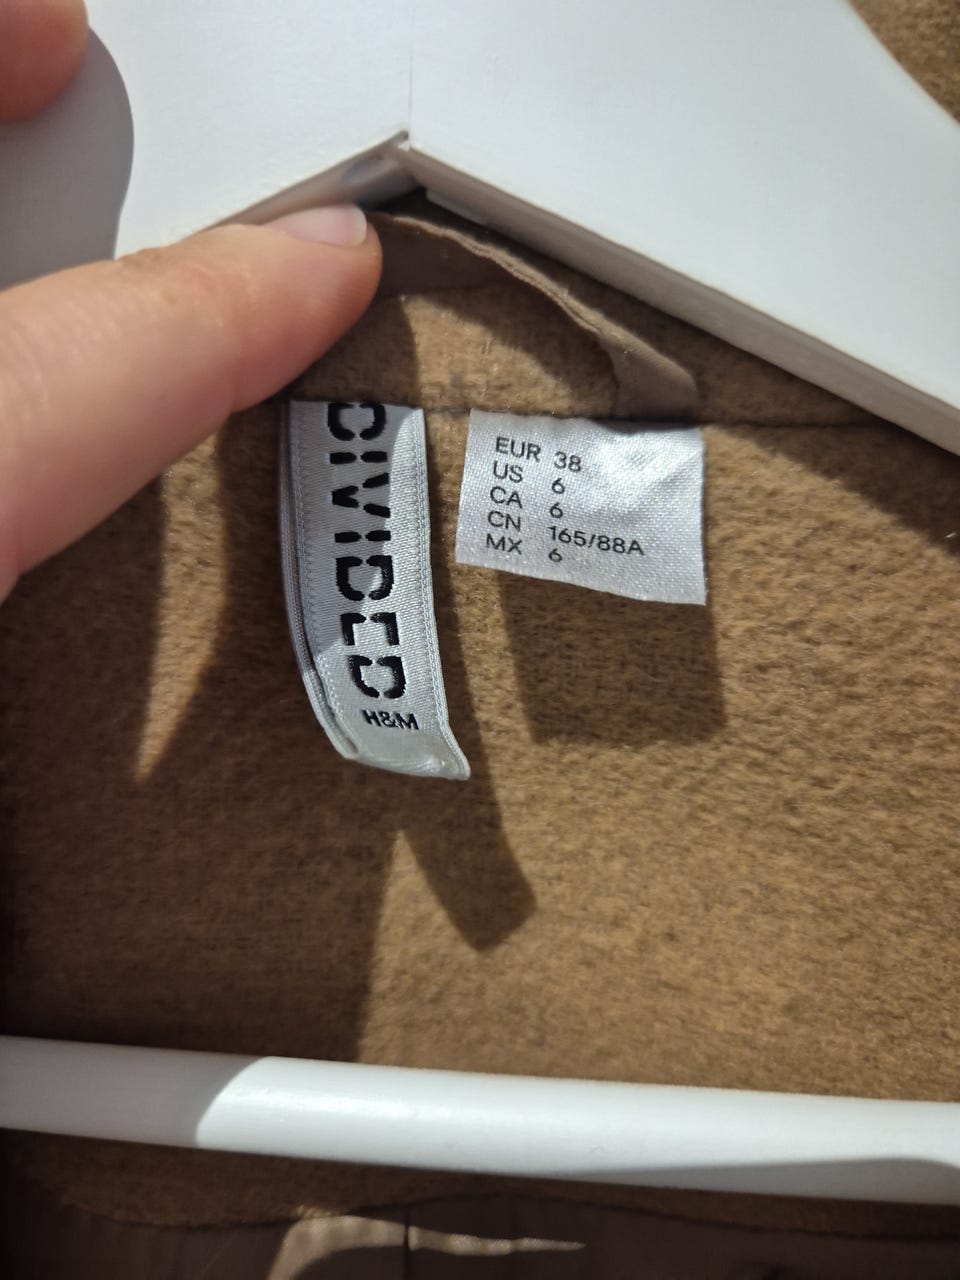 DIVIDED
H&M
EUR 38
US 6
CA 6
CN 165/88A
MX 6